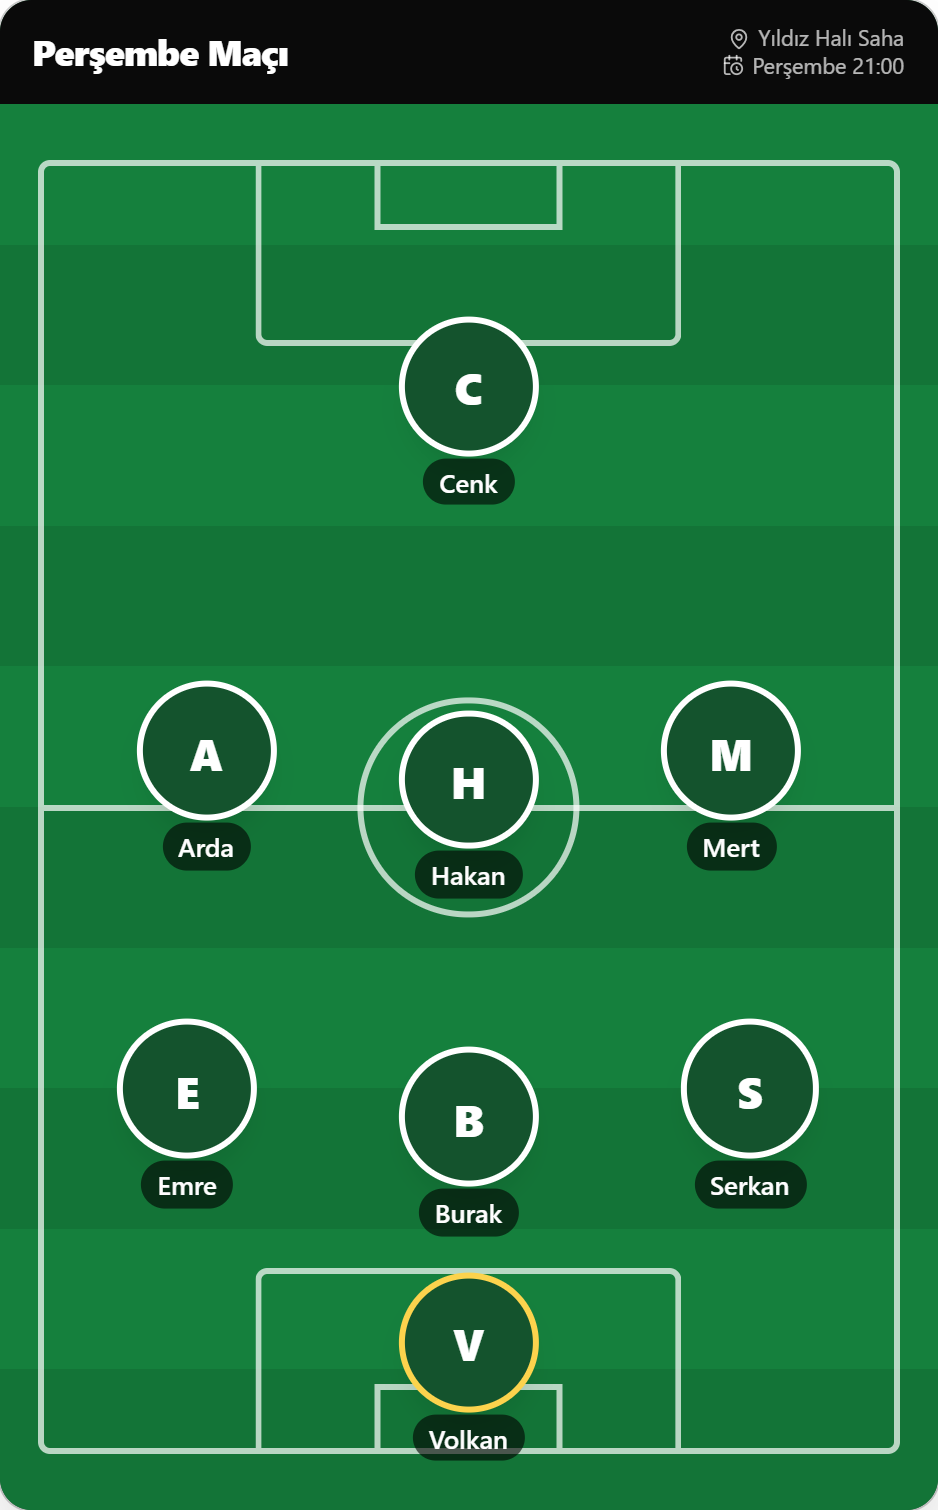 Perşembe Maçı
Yıldız Halı Saha
Perşembe 21:00
C
Cenk
A
Arda
H
Hakan
M
Mert
E
Emre
B
Burak
S
Serkan
V
Volkan